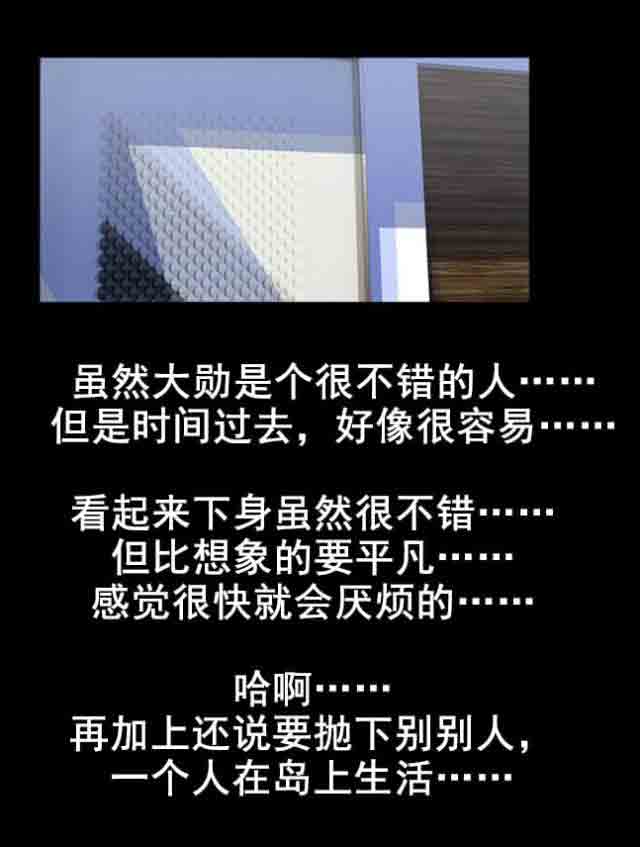 虽然大勋是个很不错的人……
但是时间过去，好像很容易……
看起来下身虽然很不错……
但比想象的要平凡……
感觉很快就会厌烦的……
哈啊……
再加上还说要抛下别别人，
一个人在岛上生活……